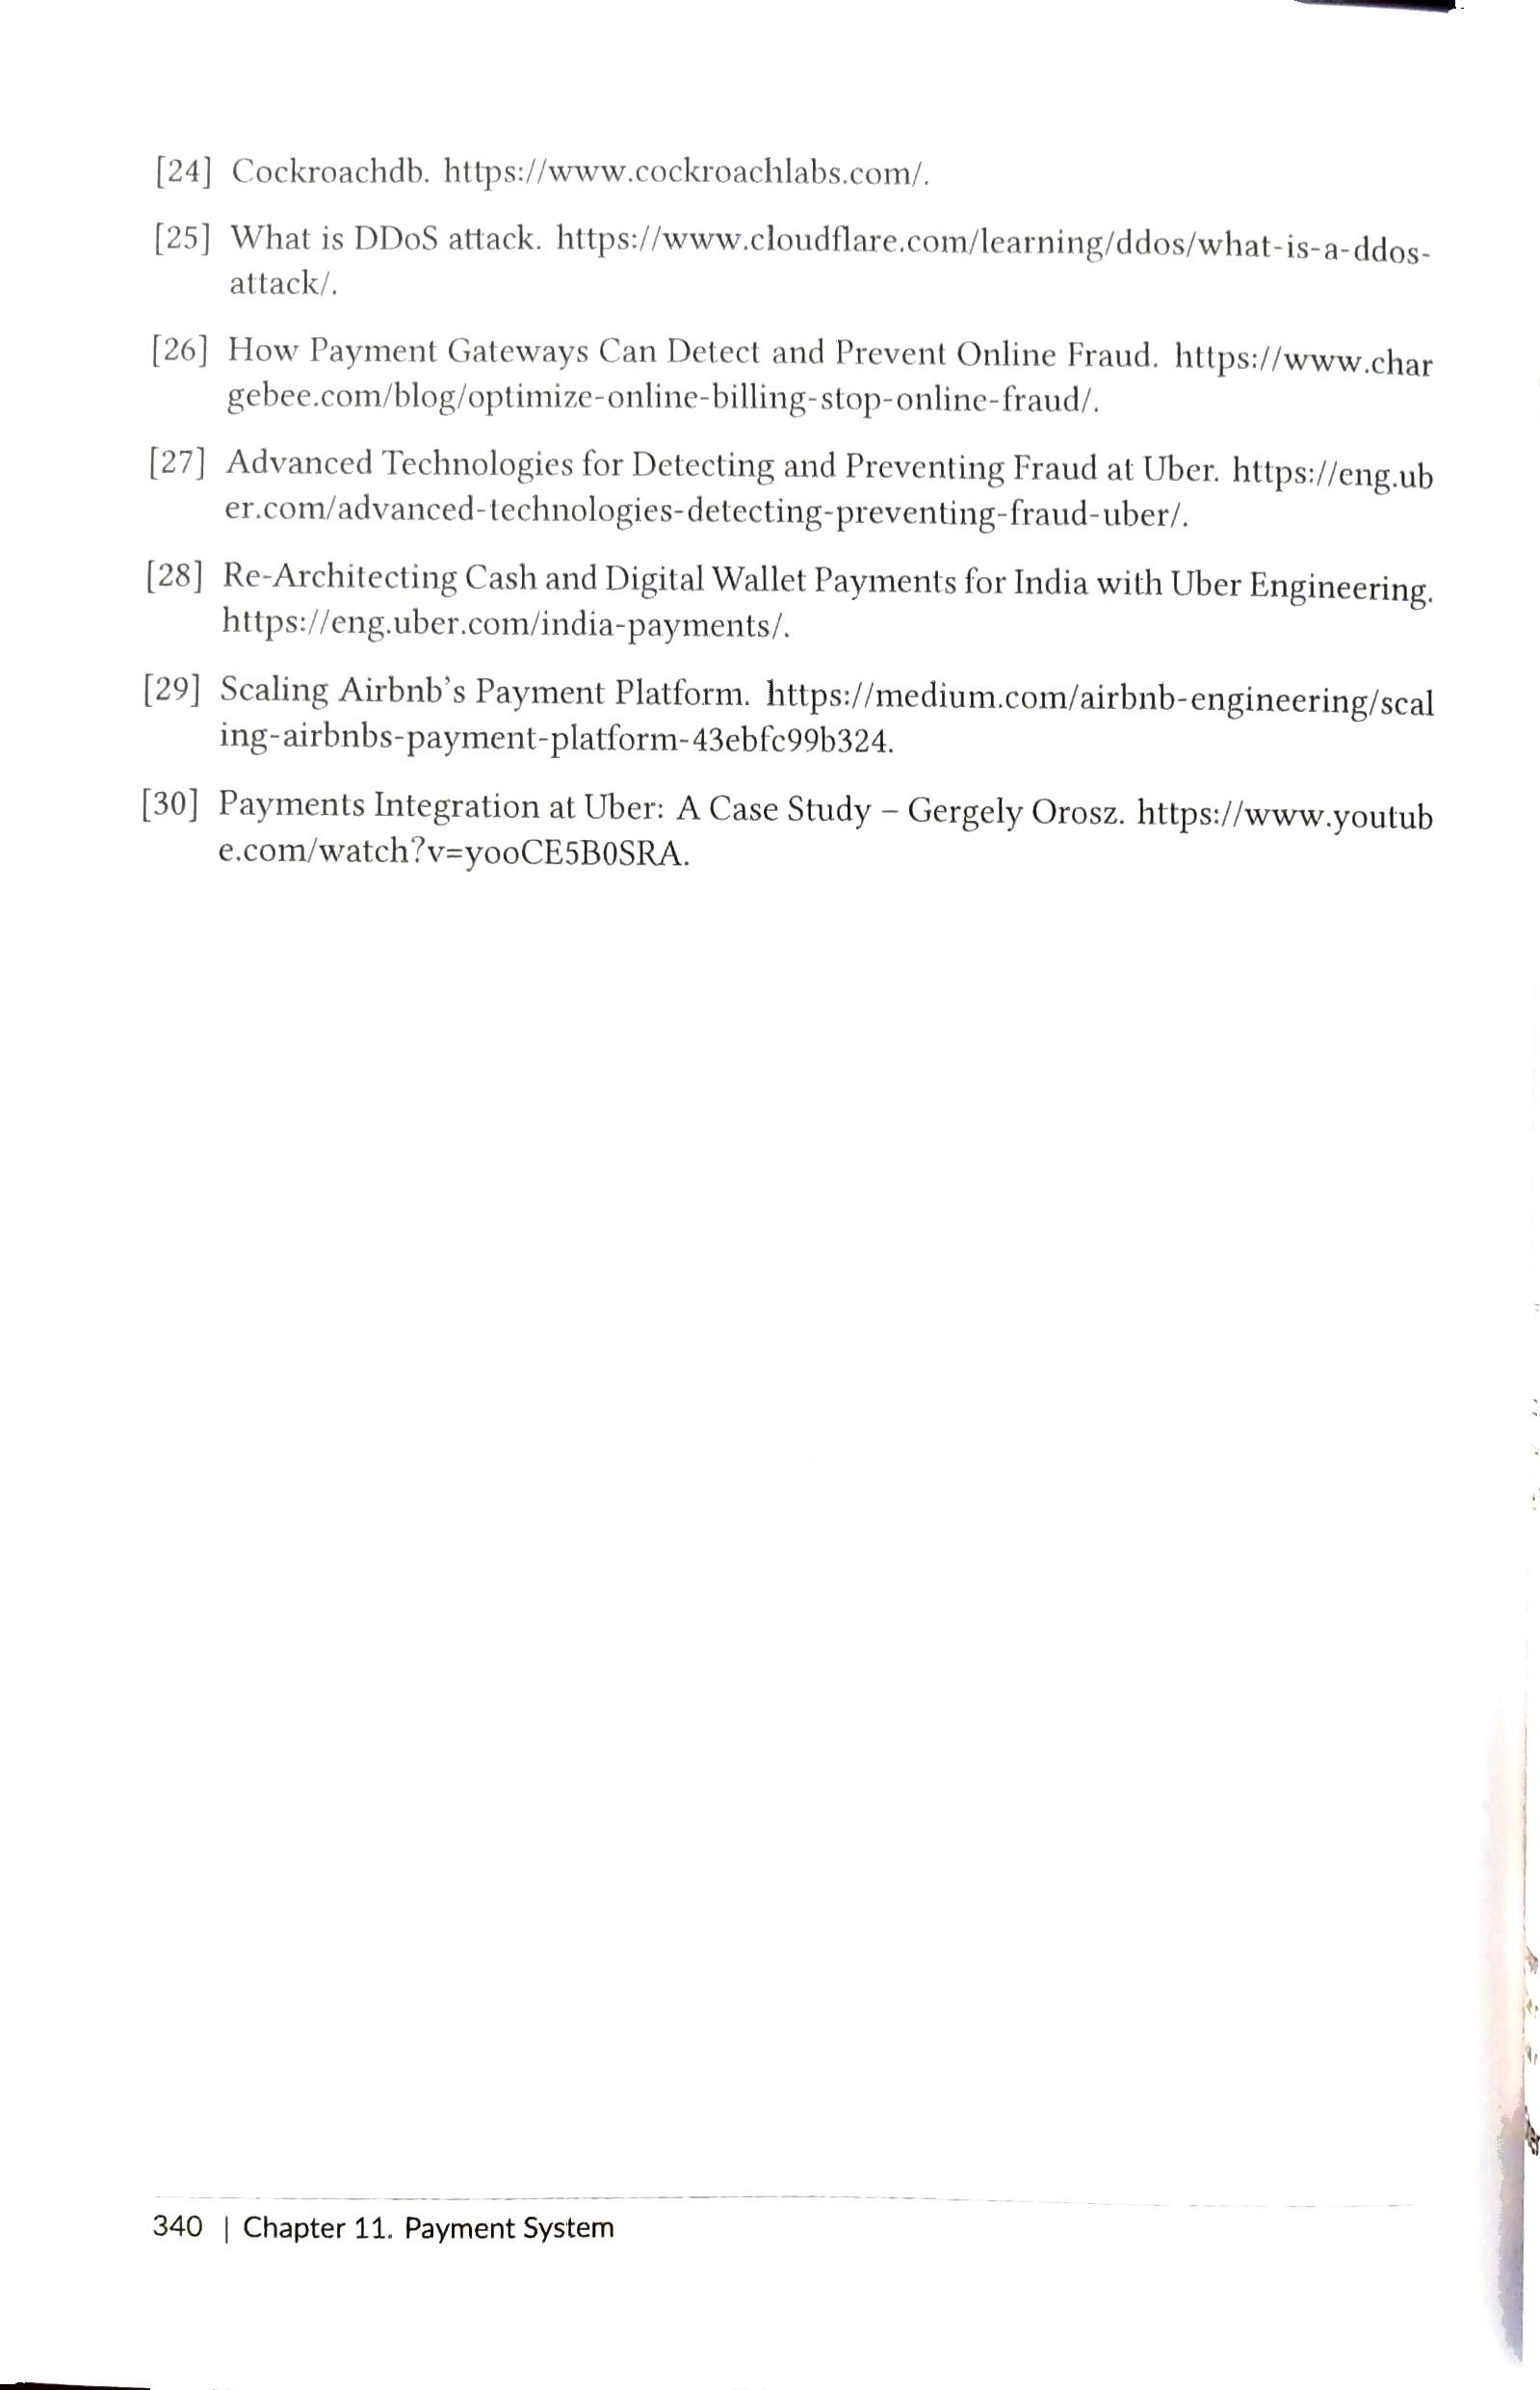 [24] Cockroachdb. https://www.cockroachlabs.com/.
[25] What is DDoS attack. https://www.cloudflare.com/learning/ddos/what-is-a-ddos-
attack/.
[26] How Payment Gateways Can Detect and Prevent Online Fraud. https://www.char
gebee.com/blog/optimize-online-billing-stop-online-fraud/.
[27] Advanced Technologies for Detecting and Preventing Fraud at Uber. https://eng.ub
er.com/advanced-technologies-detecting-preventing-fraud-uber/.
[28] Re-Architecting Cash and Digital Wallet Payments for India with Uber Engineering.
https://eng.uber.com/india-payments/.
[29] Scaling Airbnb's Payment Platform. https://medium.com/airbnb-engineering/scal
ing-airbnbs-payment-platform-43ebfc99b324.
[30] Payments Integration at Uber: A Case Study – Gergely Orosz. https://www.youtub
e.com/watch?v=yooCE5B0SRA.
340 | Chapter 11. Payment System